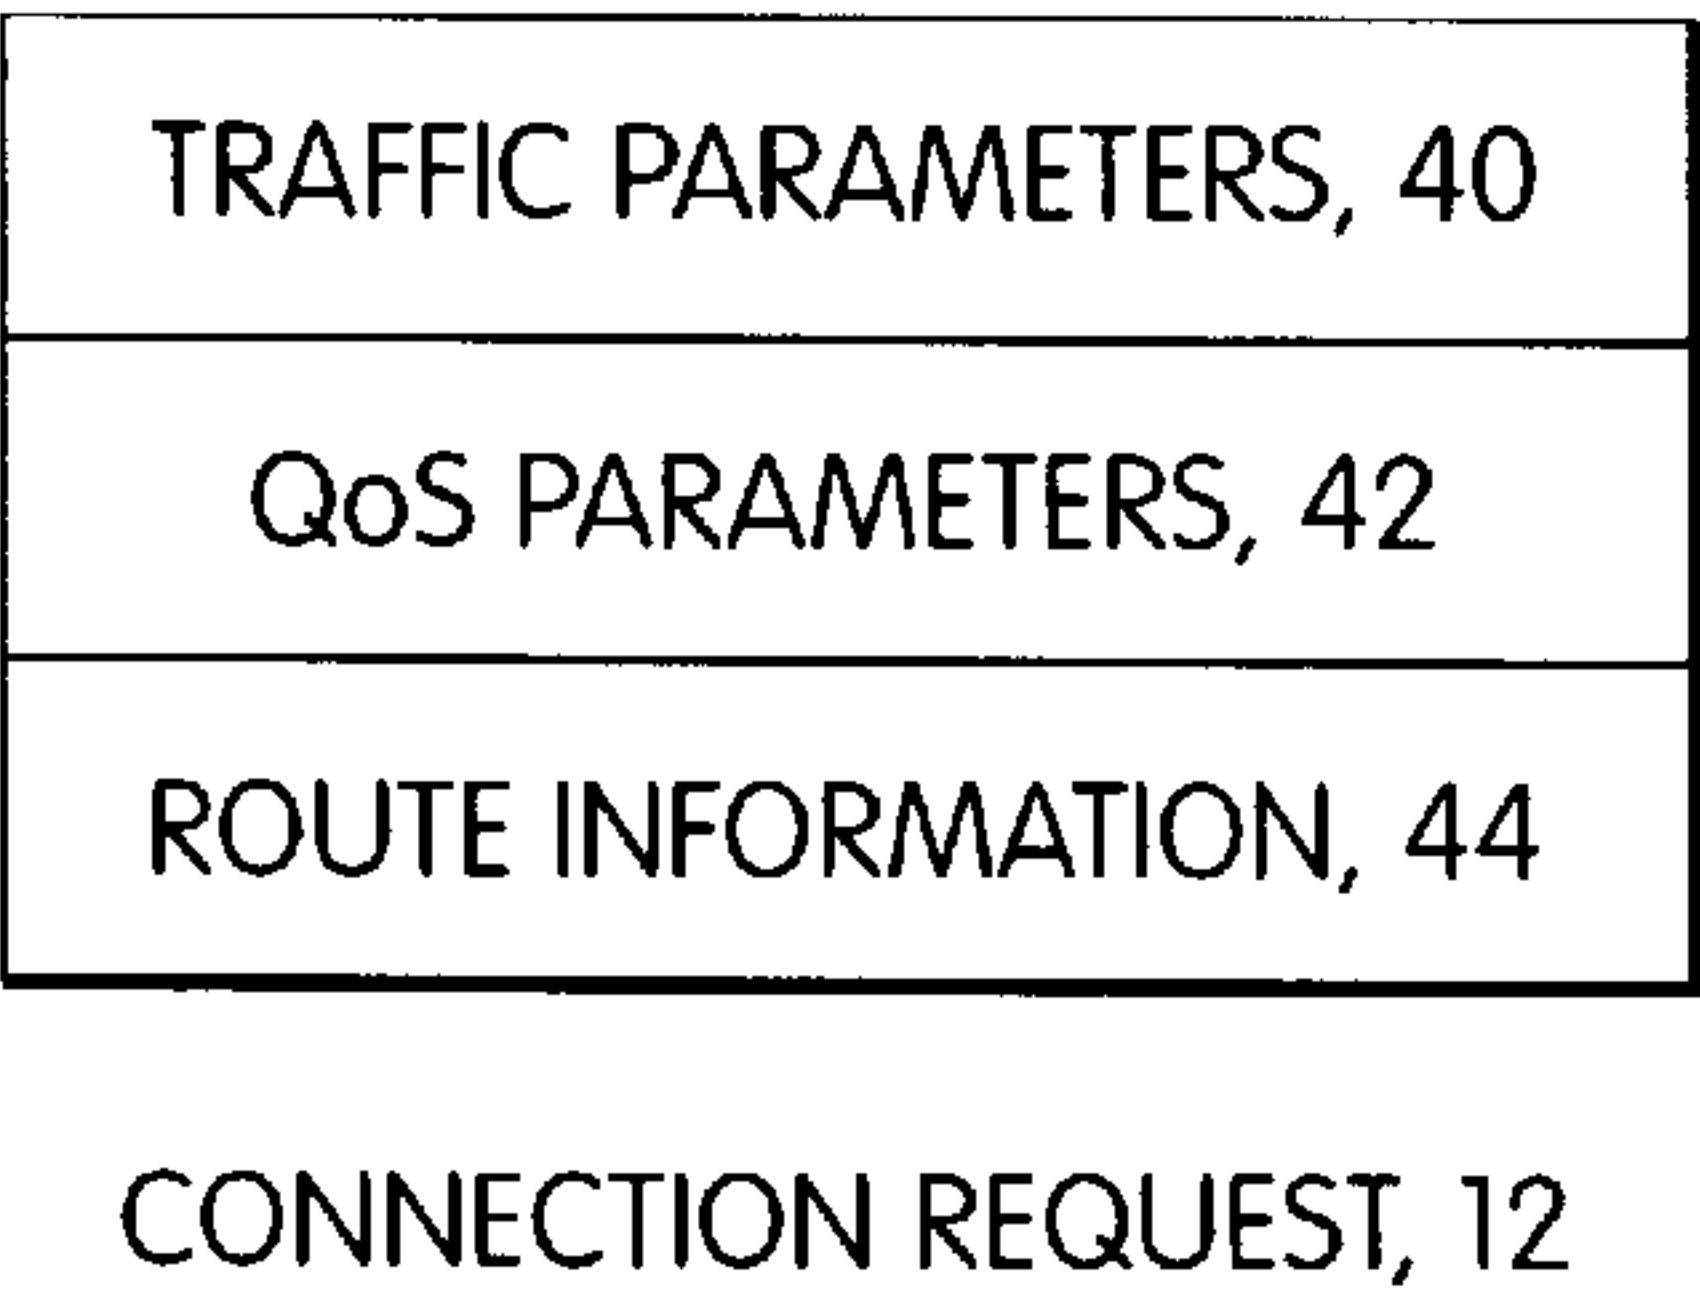 TRAFFIC PARAMETERS, 40
QoS PARAMETERS, 42
ROUTE INFORMATION, 44
CONNECTION REQUEST, 12